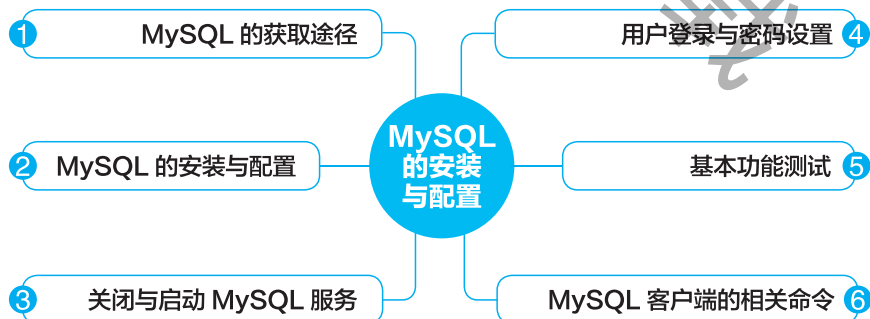 1 MySQL 的获取途径
2 MySQL 的安装与配置
3 关闭与启动 MySQL 服务
MySQL
的安装
与配置
用户登录与密码设置 4
基本功能测试 5
MySQL 客户端的相关命令 6